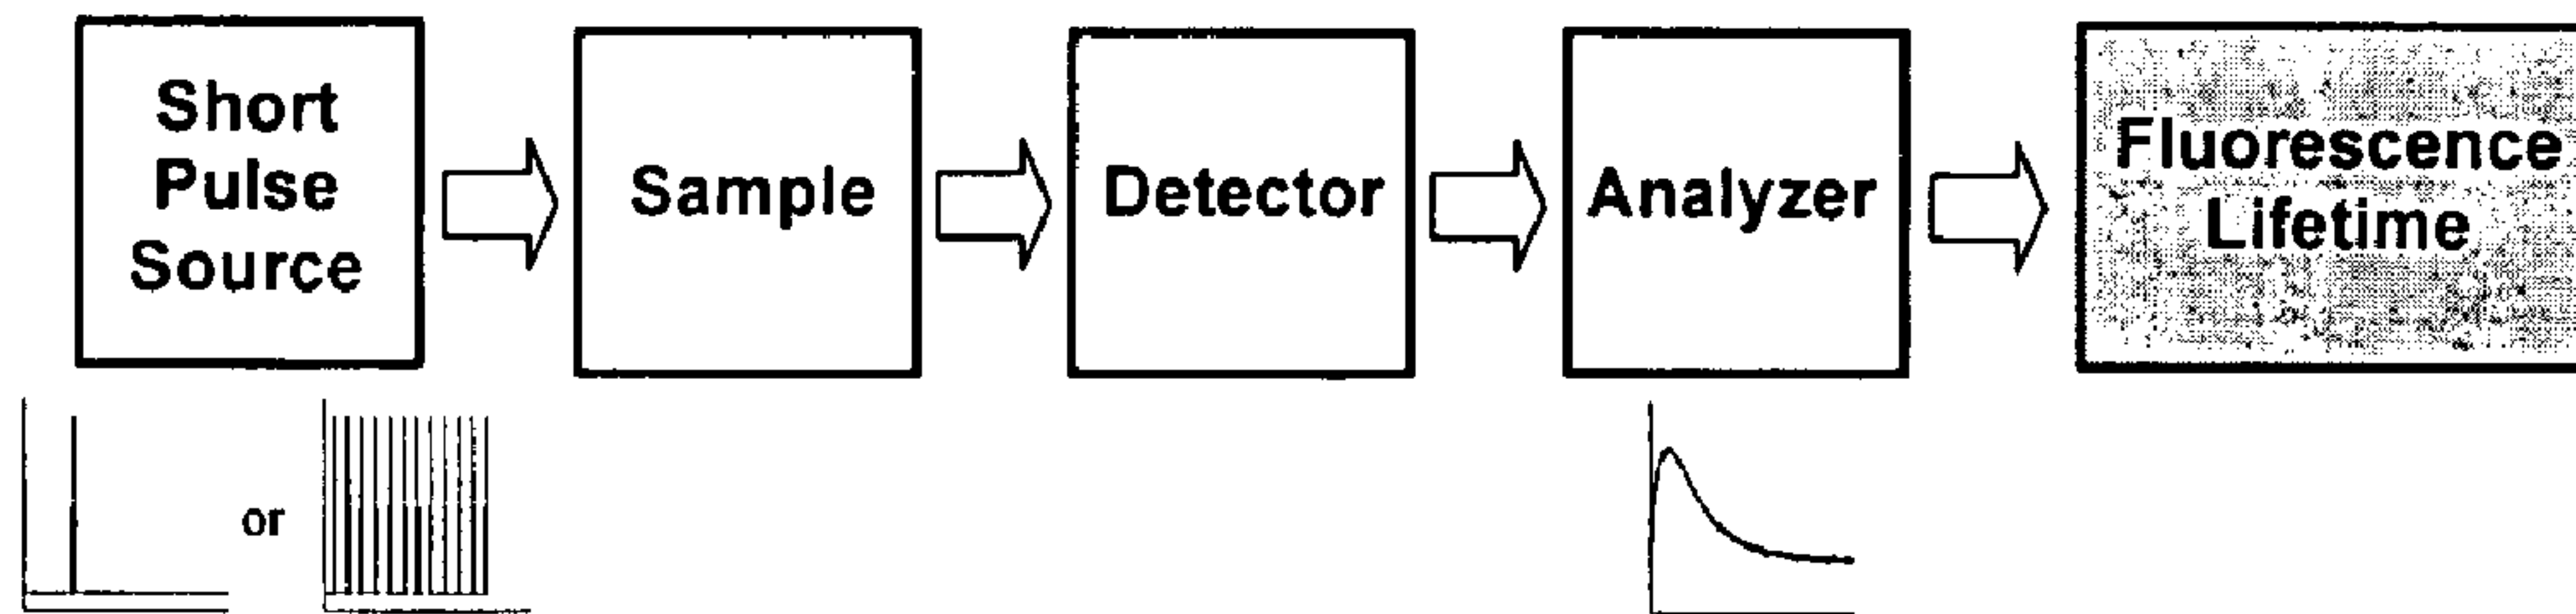 Short
Pulse
Source
Sample
Detector
Analyzer
Fluorescence
Lifetime
or